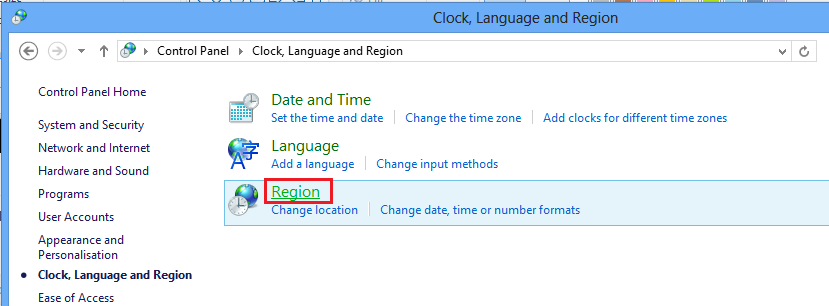 Clock, Language and Region
Control Panel Clock, Language and Region
Control Panel Home
System and Security
Network and Internet
Hardware and Sound
Programs
User Accounts
Appearance and
Personalisation
Clock, Language and Region
Ease of Access
Date and Time
Set the time and date Change the time zone Add clocks for different time zones
Language
Add a language Change input methods
Region
Change location Change date, time or number formats